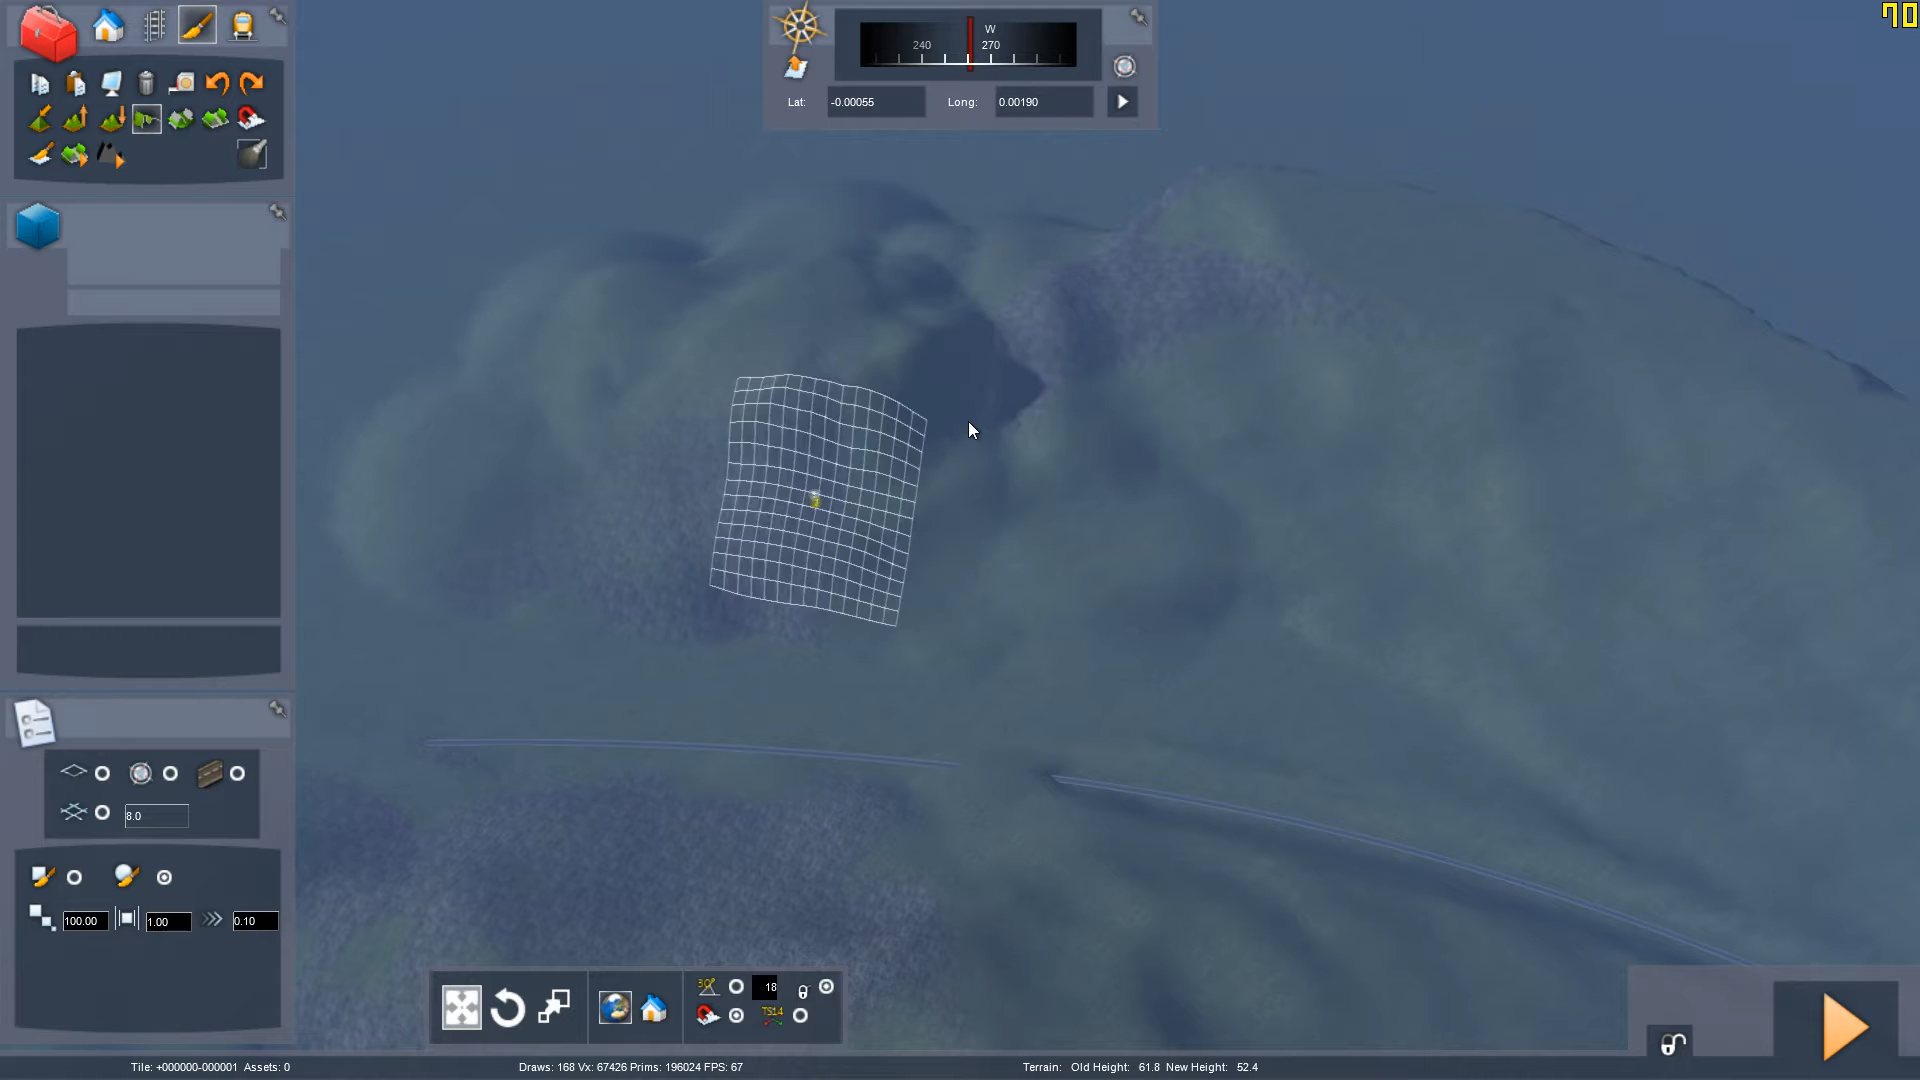 70
W
240 270
Lat: -0.00055 Long: 0.00190
8.0
100.00 1.00 0.10
30° 18
TS14
Tile: +000000-000001 Assets: 0
Draws: 168 Vx: 67426 Prims: 196024 FPS: 67
Terrain: Old Height: 61.8 New Height: 52.4